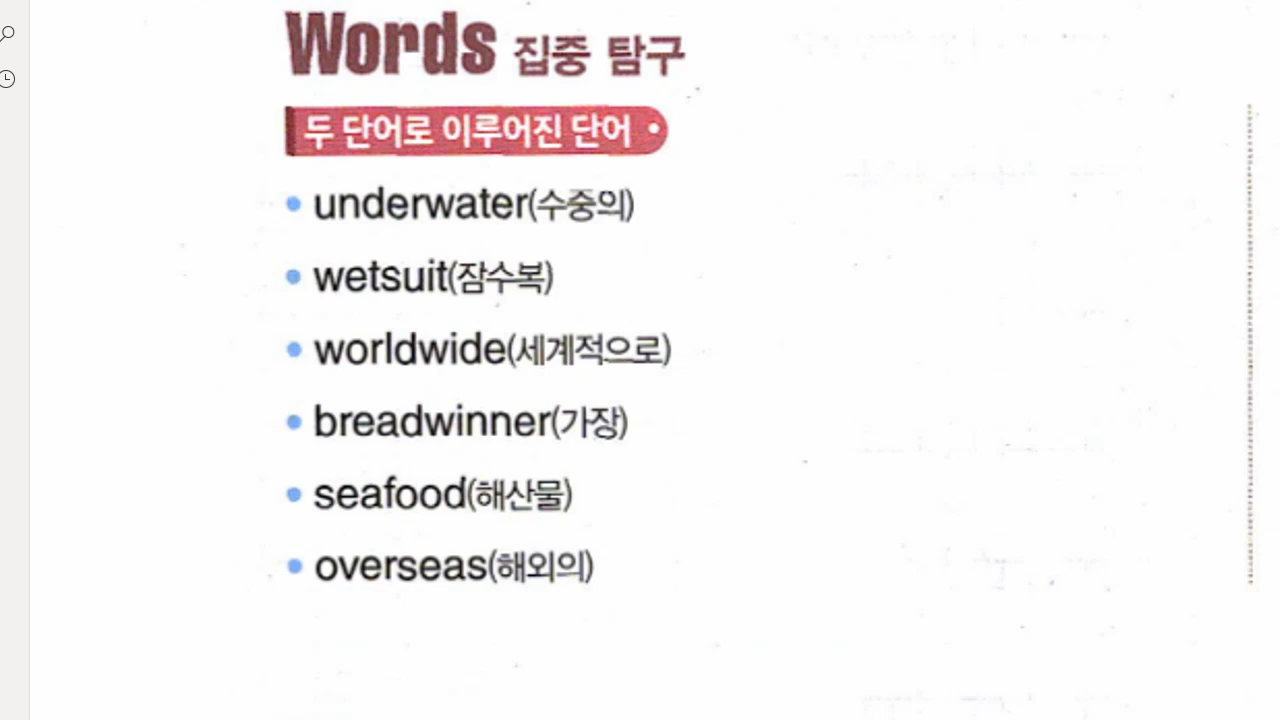 Words 집중 탐구
두 단어로 이루어진 단어
underwater(수중의)
wetsuit(잠수복)
worldwide(세계적으로)
breadwinner(가장)
seafood(해산물)
overseas(해외의)